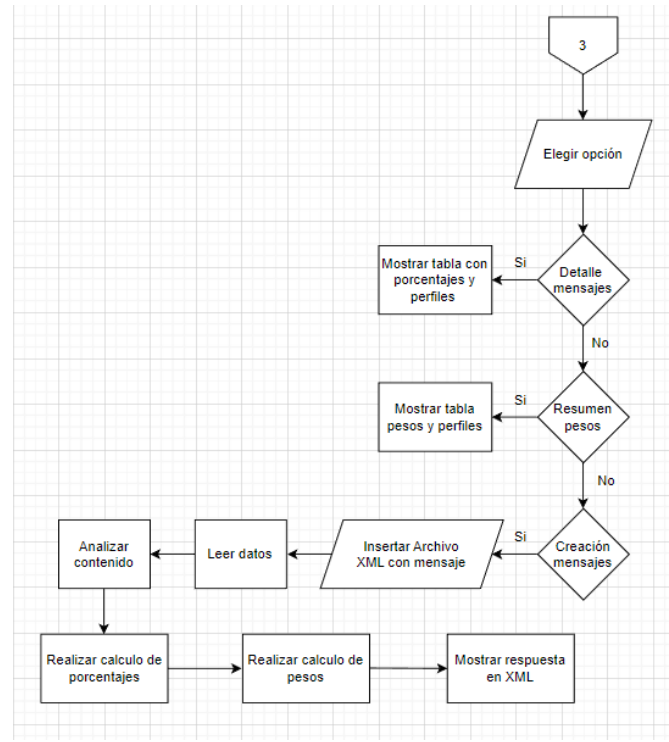 3
Elegir opción
Detalle
mensajes
Si
Mostrar tabla con
porcentajes y
perfiles
No
Resumen
pesos
Si
Mostrar tabla
pesos y perfiles
No
Creación
mensajes
Si
Insertar Archivo
XML con mensaje
Leer datos
Analizar
contenido
Realizar calculo de
porcentajes
Realizar calculo de
pesos
Mostrar respuesta
en XML